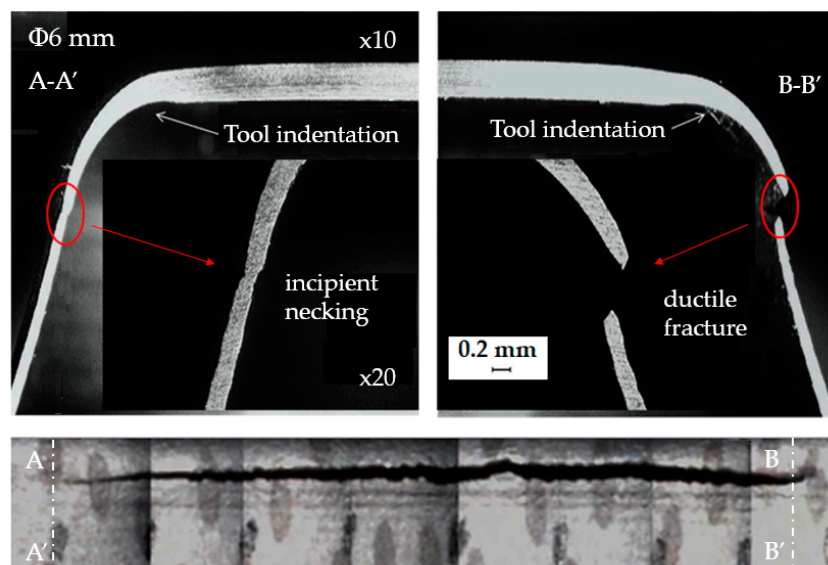 Φ6 mm
x10
A-A’
B-B’
Tool indentation
Tool indentation
incipient
necking
ductile
fracture
0.2 mm
x20
A
B
A'
B'